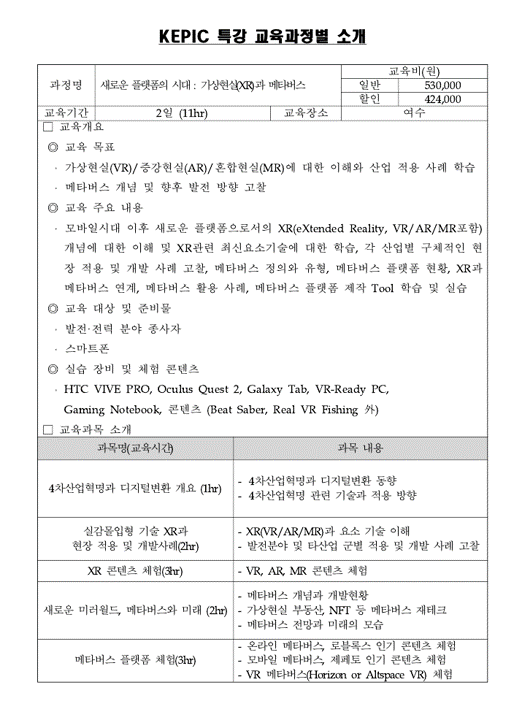 KEPIC 특강 교육과정별 소개
과정명
새로운 플랫폼의 시대 : 가상현실(XR)과 메타버스
교육비(원)
일반
530,000
할인
424,000
교육기간
2일 (11hr)
교육장소
여수
□ 교육개요
◎ 교육 목표
· 가상현실(VR)/증강현실(AR)/혼합현실(MR)에 대한 이해와 산업 적용 사례 학습
· 메타버스 개념 및 향후 발전 방향 고찰
◎ 교육 주요 내용
· 모바일시대 이후 새로운 플랫폼으로서의 XR(eXtended Reality, VR/AR/MR포함)
개념에 대한 이해 및 XR관련 최신요소기술에 대한 학습, 각 산업별 구체적인 현
장 적용 및 개발 사례 고찰, 메타버스 정의와 유형, 메타버스 플랫폼 현황, XR과
메타버스 연계, 메타버스 활용 사례, 메타버스 플랫폼 제작 Tool 학습 및 실습
◎ 교육 대상 및 준비물
· 발전·전력 분야 종사자
· 스마트폰
◎ 실습 장비 및 체험 콘텐츠
· HTC VIVE PRO, Oculus Quest 2, Galaxy Tab, VR-Ready PC,
Gaming Notebook, 콘텐츠 (Beat Saber, Real VR Fishing 外)
□ 교육과목 소개
과목명(교육시간)
과목 내용
4차산업혁명과 디지털변환 개요 (1hr)
- 4차산업혁명과 디지털변환 동향
- 4차산업혁명 관련 기술과 적용 방향
실감몰입형 기술 XR과
현장 적용 및 개발사례(2hr)
- XR(VR/AR/MR)과 요소 기술 이해
- 발전분야 및 타산업 군별 적용 및 개발 사례 고찰
XR 콘텐츠 체험(3hr)
- VR, AR, MR 콘텐츠 체험
새로운 미러월드, 메타버스와 미래 (2hr)
- 메타버스 개념과 개발현황
- 가상현실 부동산, NFT 등 메타버스 재테크
- 메타버스 전망과 미래의 모습
메타버스 플랫폼 체험(3hr)
- 온라인 메타버스, 로블록스 인기 콘텐츠 체험
- 모바일 메타버스, 제페토 인기 콘텐츠 체험
- VR 메타버스(Horizon or Altspace VR) 체험